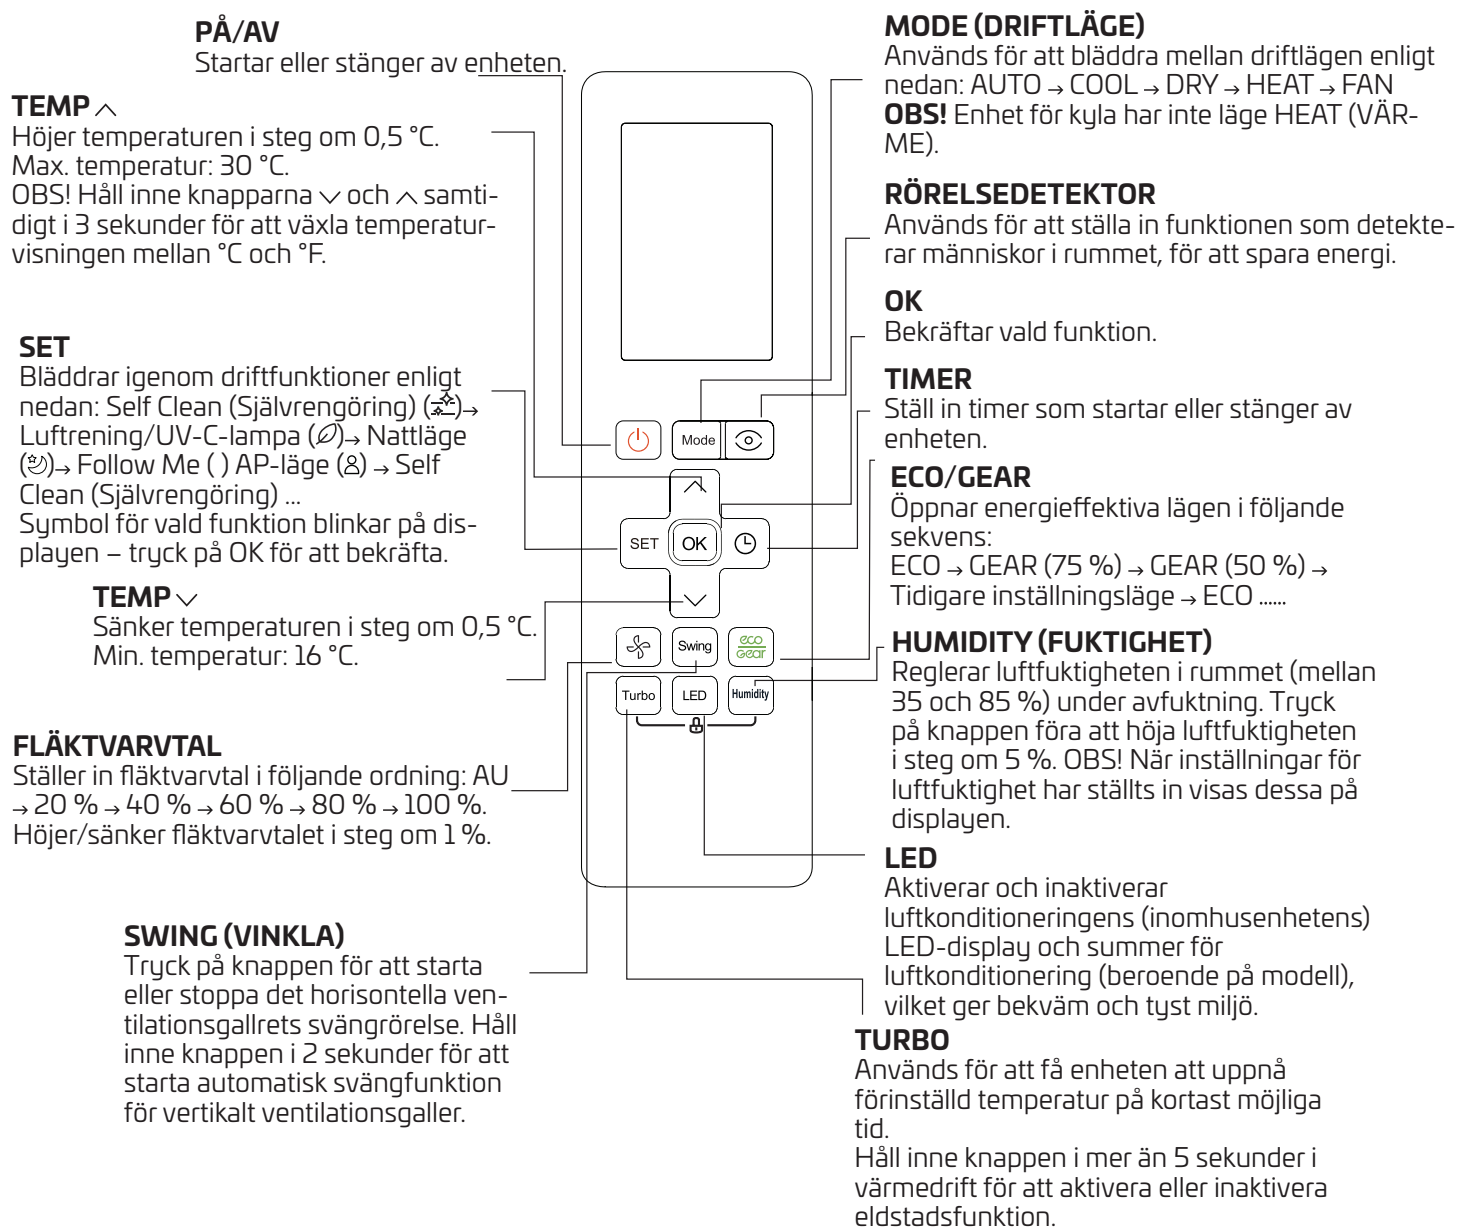 PÅ/AV
Startar eller stänger av enheten.
TEMP
Höjer temperaturen i steg om 0,5 °C.
Max. temperatur: 30 °C.
OBS! Håll inne knapparna och samti-
digt i 3 sekunder för att växla temperatur-
visningen mellan °C och °F.
SET
Bläddrar igenom driftfunktioner enligt
nedan: Self Clean (Självrengöring) ()→
Luftrening/UV-C-lampa ()→ Nattläge
()→ Follow Me ( ) AP-läge () → Self
Clean (Självrengöring) ...
Symbol för vald funktion blinkar på dis-
playen – tryck på OK för att bekräfta.
TEMP
Sänker temperaturen i steg om 0,5 °C.
Min. temperatur: 16 °C.
FLÄKTVARVTAL
Ställer in fläktvarvtal i följande ordning: AU
→ 20 % → 40 % → 60 % → 80 % → 100 %.
Höjer/sänker fläktvarvtalet i steg om 1 %.
SWING (VINKLA)
Tryck på knappen för att starta
eller stoppa det horisontella ven-
tilationsgallrets svängrörelse. Håll
inne knappen i 2 sekunder för att
starta automatisk svängfunktion
för vertikalt ventilationsgaller.
Mode
SET
OK
Swing
eco
Gear
Turbo
LED
Humidity
MODE (DRIFTLÄGE)
Används för att bläddra mellan driftlägen enligt
nedan: AUTO → COOL → DRY → HEAT → FAN
OBS! Enhet för kyla har inte läge HEAT (VÄR-
ME).
RÖRELSEDETEKTOR
Används för att ställa in funktionen som detekte-
rar människor i rummet, för att spara energi.
OK
Bekräftar vald funktion.
TIMER
Ställ in timer som startar eller stänger av
enheten.
ECO/GEAR
Öppnar energieffektiva lägen i följande
sekvens:
ECO → GEAR (75 %) → GEAR (50 %) →
Tidigare inställningsläge → ECO ......
HUMIDITY (FUKTIGHET)
Reglerar luftfuktigheten i rummet (mellan
35 och 85 %) under avfuktning. Tryck
på knappen föra att höja luftfuktigheten
i steg om 5 %. OBS! När inställningar för
luftfuktighet har ställts in visas dessa på
displayen.
LED
Aktiverar och inaktiverar
luftkonditioneringens (inomhusenhetens)
LED-display och summer för
luftkonditionering (beroende på modell),
vilket ger bekväm och tyst miljö.
TURBO
Används för att få enheten att uppnå
förinställd temperatur på kortast möjliga
tid.
Håll inne knappen i mer än 5 sekunder i
värmedrift för att aktivera eller inaktivera
eldstadsfunktion.